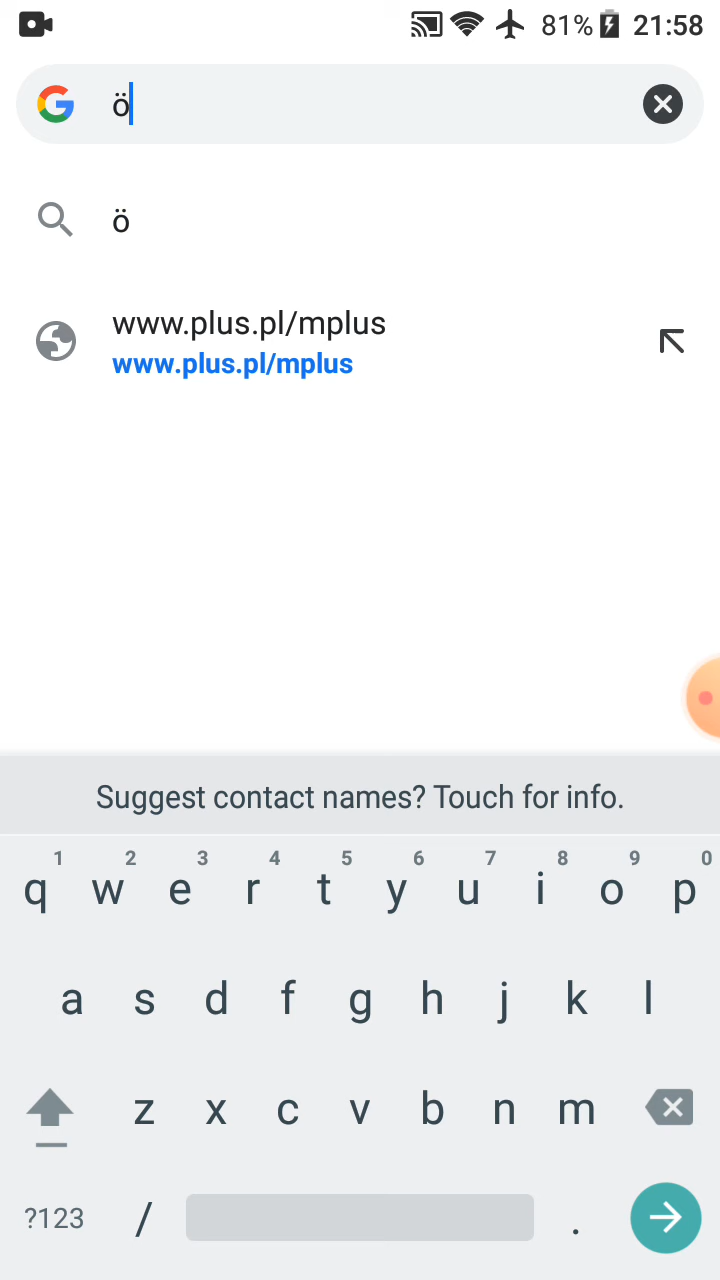 81% 21:58
ö
ö
www.plus.pl/mplus
www.plus.pl/mplus
Suggest contact names? Touch for info.
1 2 3 4 5 6 7 8 9 0
q w e r t y u i o p
a s d f g h j k l
z x c v b n m
?123 / .